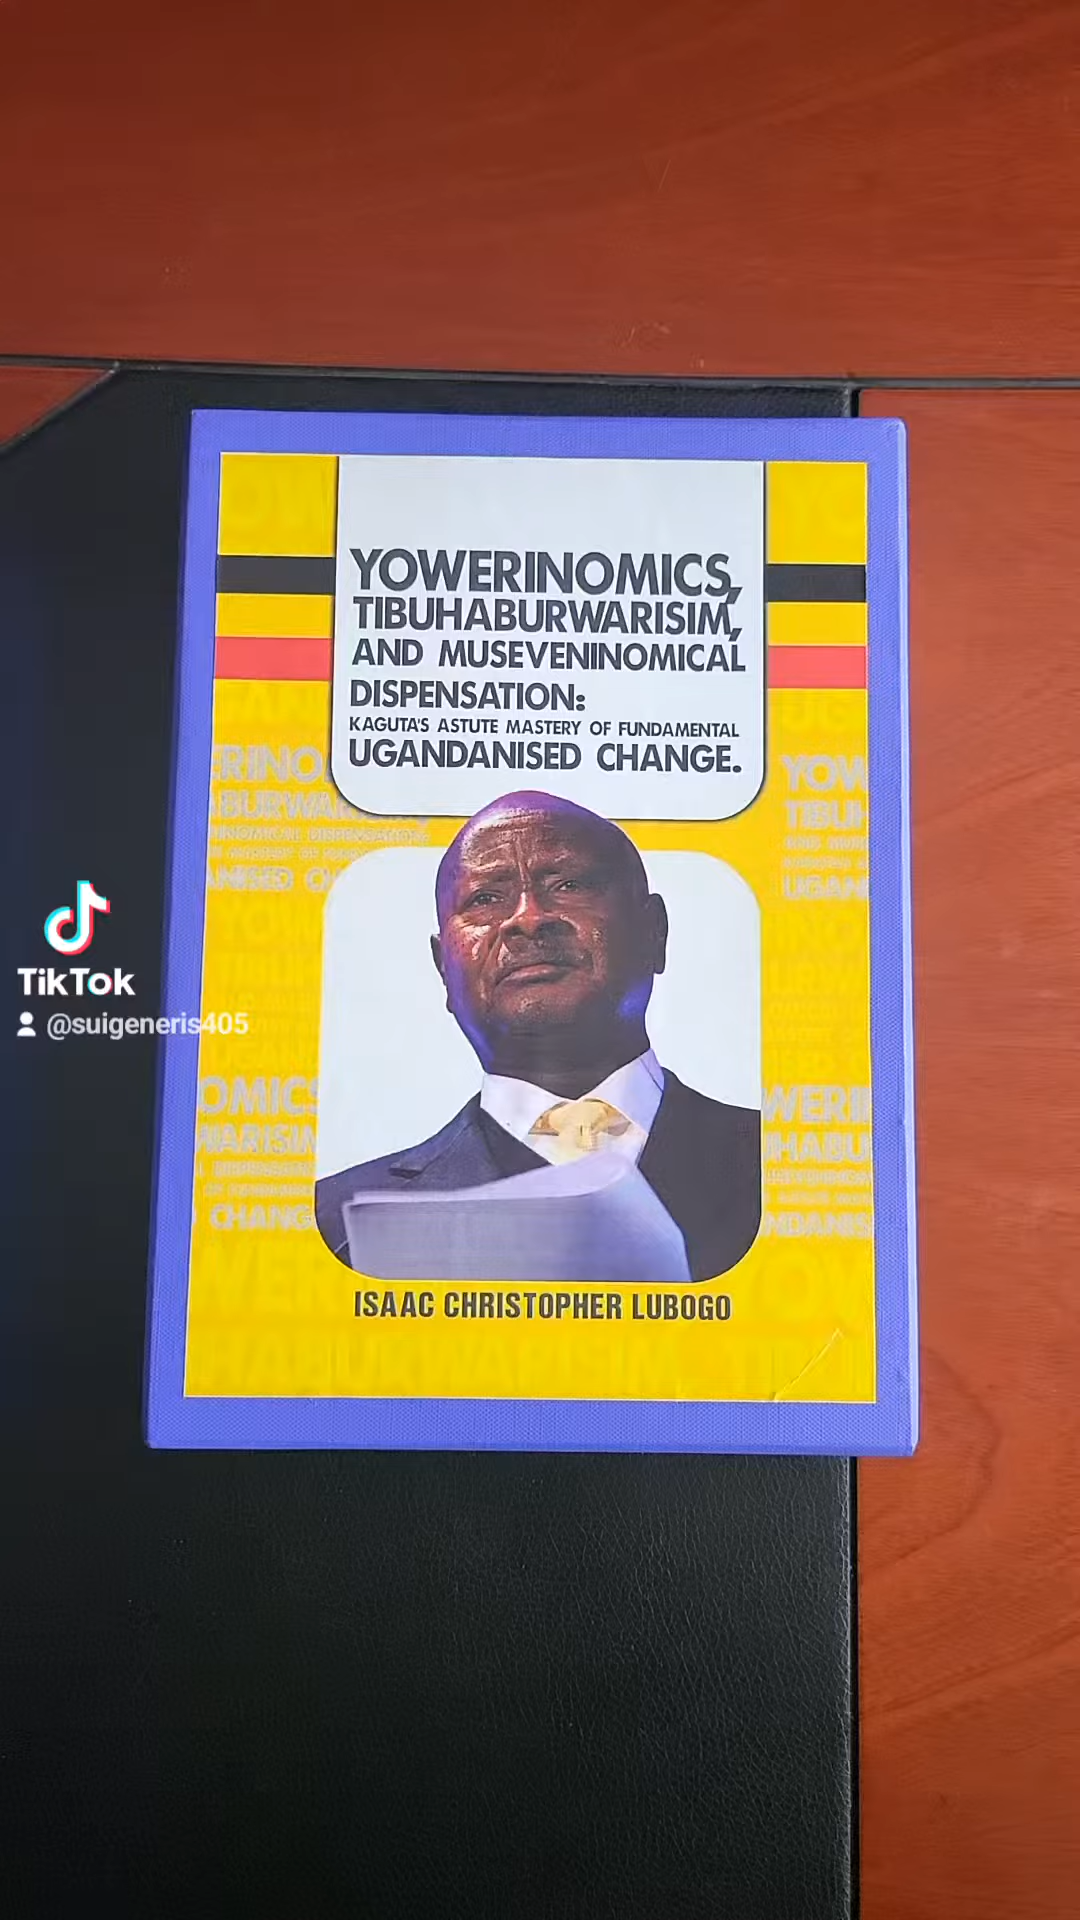 YOWERINOMICS,
TIBUHABURWARISIM,
AND MUSEVENINOMICAL
DISPENSATION:
KAGUTA'S ASTUTE MASTERY OF FUNDAMENTAL
UGANDANISED CHANGE.
ISAAC CHRISTOPHER LUBOGO
TikTok
@suigeneris405